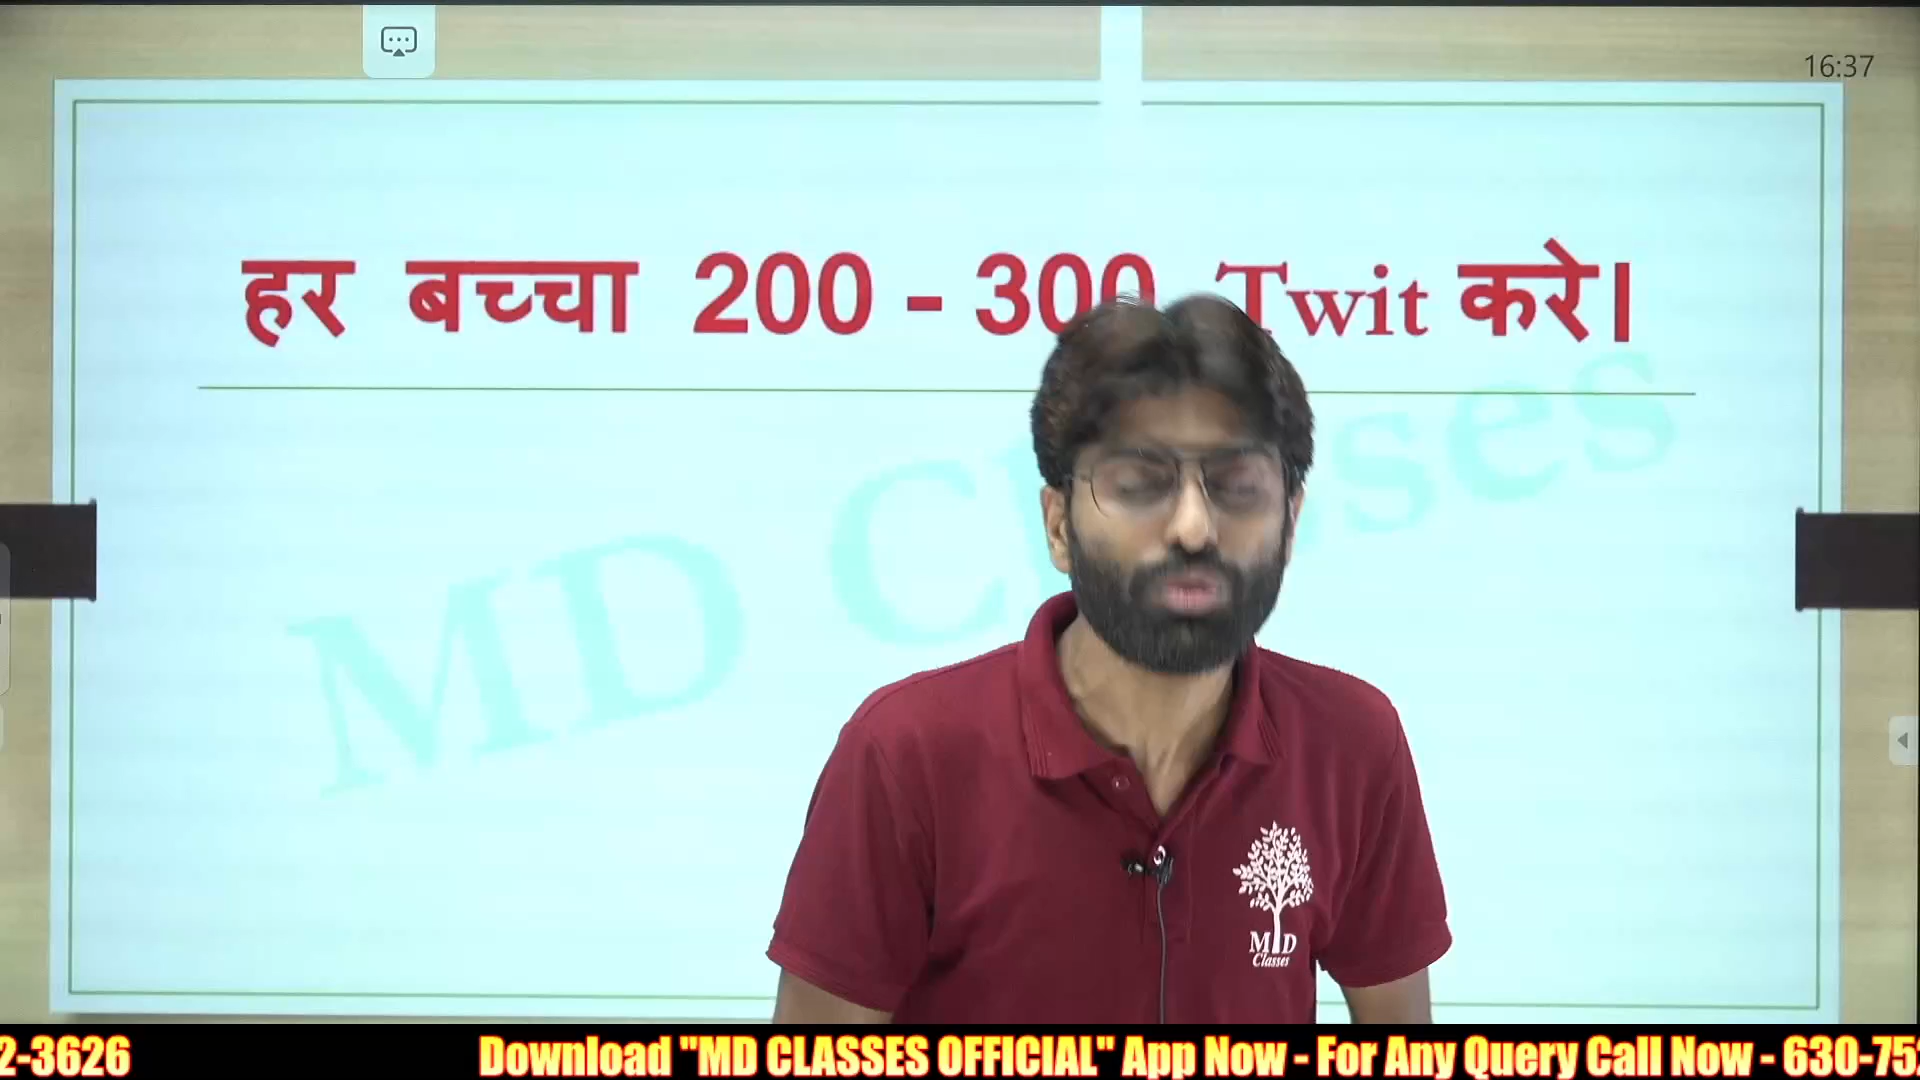 16:37
हर बच्चा 200 - 300 Twit करे।
MD Classes
MD
Classes
2-3626 Download "MD CLASSES OFFICIAL" App Now - For Any Query Call Now - 630-752